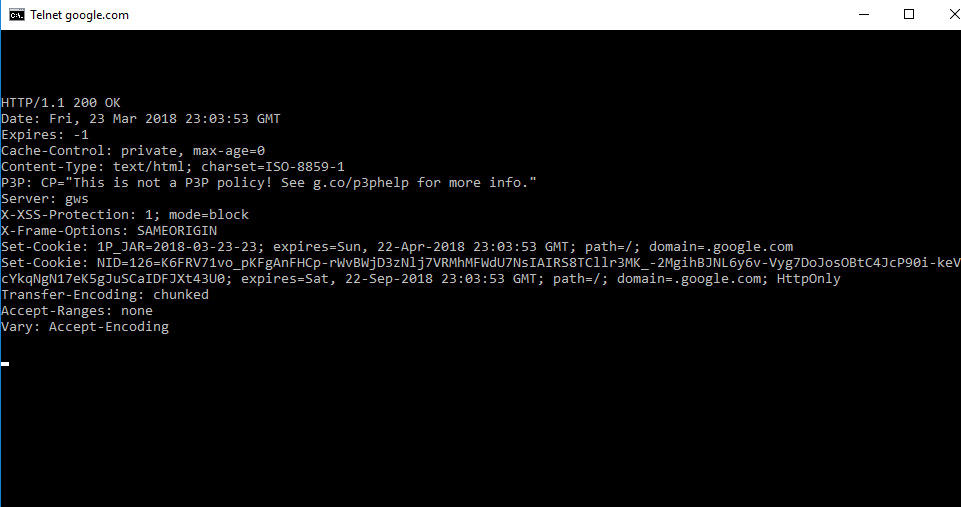 Telnet google.com
HTTP/1.1 200 OK
Date: Fri, 23 Mar 2018 23:03:53 GMT
Expires: -1
Cache-Control: private, max-age=0
Content-Type: text/html; charset=ISO-8859-1
P3P: CP="This is not a P3P policy! See g.co/p3phelp for more info."
Server: gws
X-XSS-Protection: 1; mode=block
X-Frame-Options: SAMEORIGIN
Set-Cookie: 1P_JAR=2018-03-23-23; expires=Sun, 22-Apr-2018 23:03:53 GMT; path=/; domain=.google.com
Set-Cookie: NID=126=K6FRV71vo_pKFgAnFHCp-rWvBWjD3zNlj7VRMhMFWdU7NsIAIRS8TCllr3MK_-2MgihBJNL6y6v-Vyg7DoJosOBtC4JcP90i-keV
cYkqNgN17eK5gJuSCaIDFJXt43U0; expires=Sat, 22-Sep-2018 23:03:53 GMT; path=/; domain=.google.com; HttpOnly
Transfer-Encoding: chunked
Accept-Ranges: none
Vary: Accept-Encoding